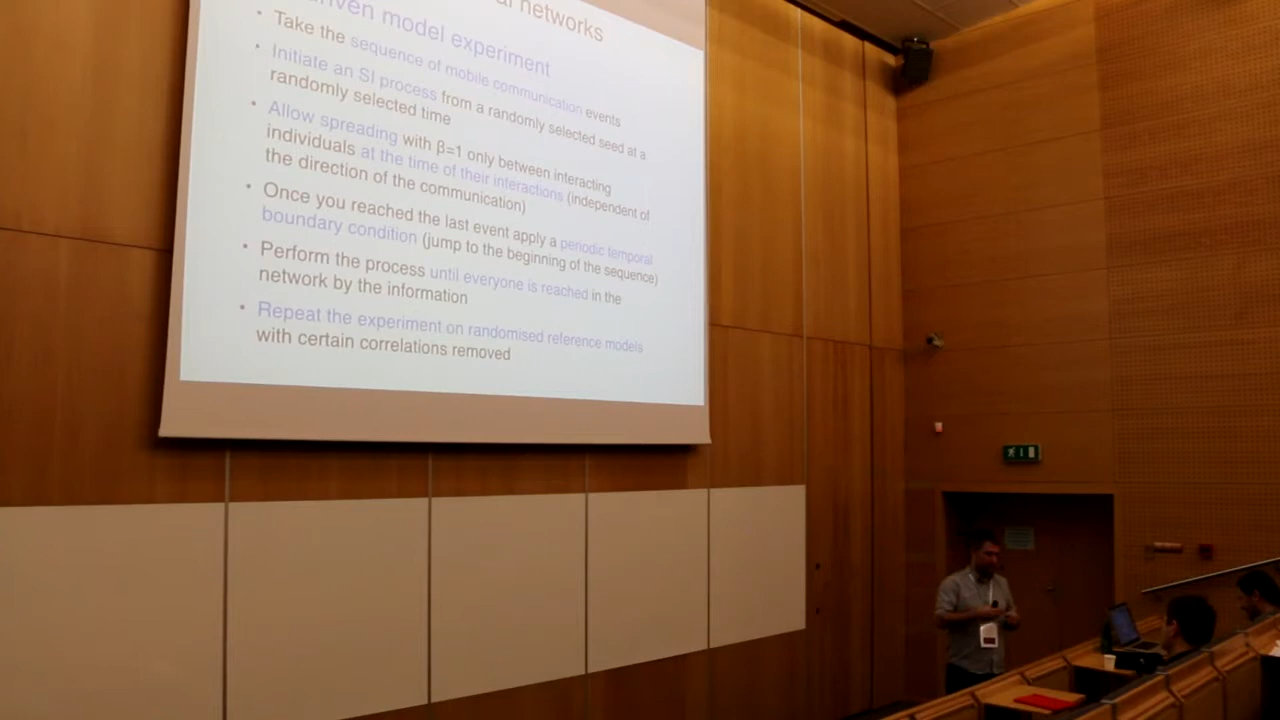 al networks
iven model experiment
• Take the sequence of mobile communication events
• Initiate an SI process from a randomly selected seed at a
randomly selected time
• Allow spreading with β=1 only between interacting
individuals at the time of their interactions (independent of
the direction of the communication)
• Once you reached the last event apply a periodic temporal
boundary condition (jump to the beginning of the sequence)
• Perform the process until everyone is reached in the
network by the information
• Repeat the experiment on randomised reference models
with certain correlations removed